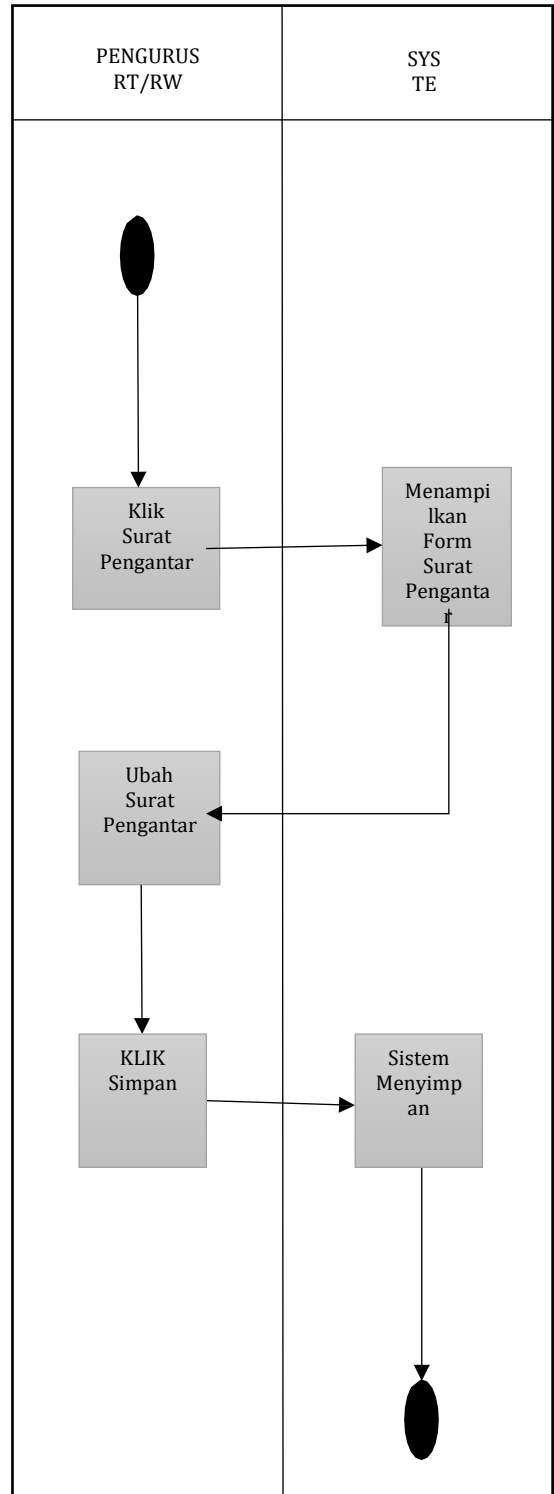 PENGURUS
RT/RW
SYS
TE
Klik
Surat
Pengantar
Menampi
lkan
Form
Surat
Penganta
r
Ubah
Surat
Pengantar
KLIK
Simpan
Sistem
Menyimp
an